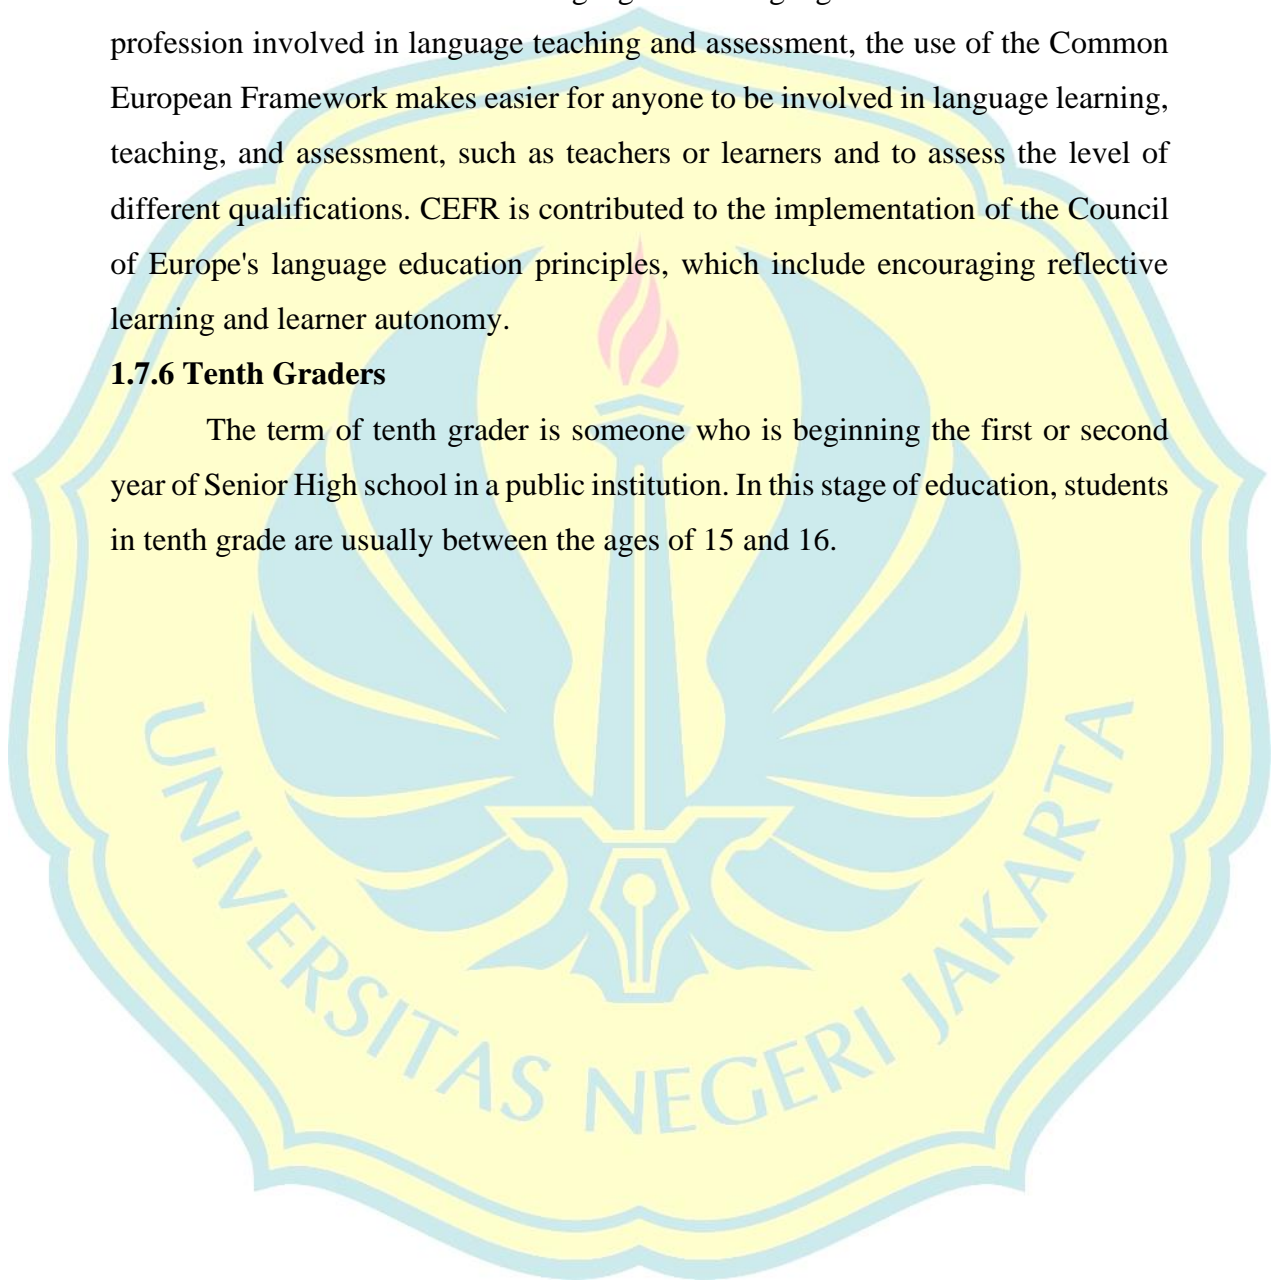 profession involved in language teaching and assessment, the use of the Common
European Framework makes easier for anyone to be involved in language learning,
teaching, and assessment, such as teachers or learners and to assess the level of
different qualifications. CEFR is contributed to the implementation of the Council
of Europe's language education principles, which include encouraging reflective
learning and learner autonomy.
1.7.6 Tenth Graders
The term of tenth grader is someone who is beginning the first or second
year of Senior High school in a public institution. In this stage of education, students
in tenth grade are usually between the ages of 15 and 16.
UNIVERSITAS NEGERI JAKARTA